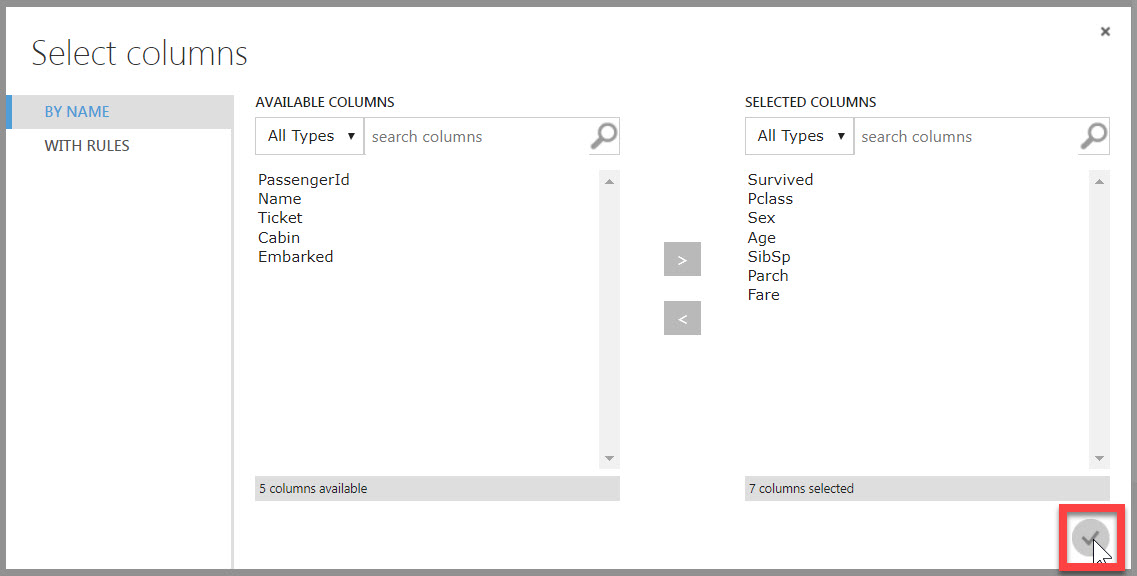 Select columns
BY NAME
WITH RULES
AVAILABLE COLUMNS
All Types
search columns
PassengerId
Name
Ticket
Cabin
Embarked
5 columns available
>
<
SELECTED COLUMNS
All Types
search columns
Survived
Pclass
Sex
Age
SibSp
Parch
Fare
7 columns selected